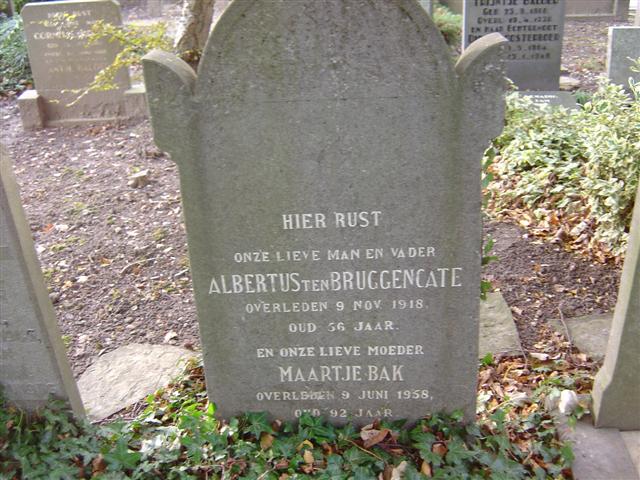 HIER RUST
ONZE LIEVE MAN EN VADER
ALBERTUS TEN BRUGGENCATE
OVERLEDEN 9 NOV. 1918.
OUD 56 JAAR.
EN ONZE LIEVE MOEDER
MAARTJE BAK
OVERLEDEN 9 JUNI 1958,
OUD 92 JAAR